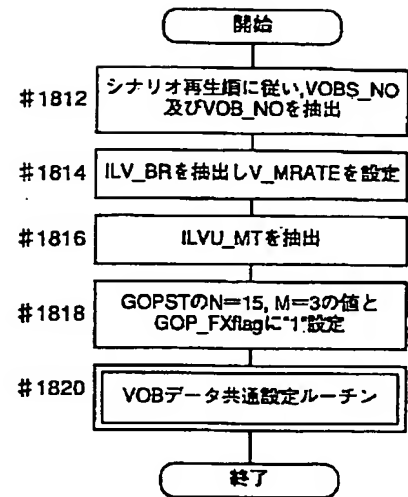 開始
#1812
シナリオ再生順に従い,VOBS_NO
及びVOB_NOを抽出
#1814
ILV_BRを抽出しV_MRATEを設定
#1816
ILVU_MTを抽出
#1818
GOPSTのN=15, M=3の値と
GOP_FXflagに"1"設定
#1820
VOBデータ共通設定ルーチン
終了